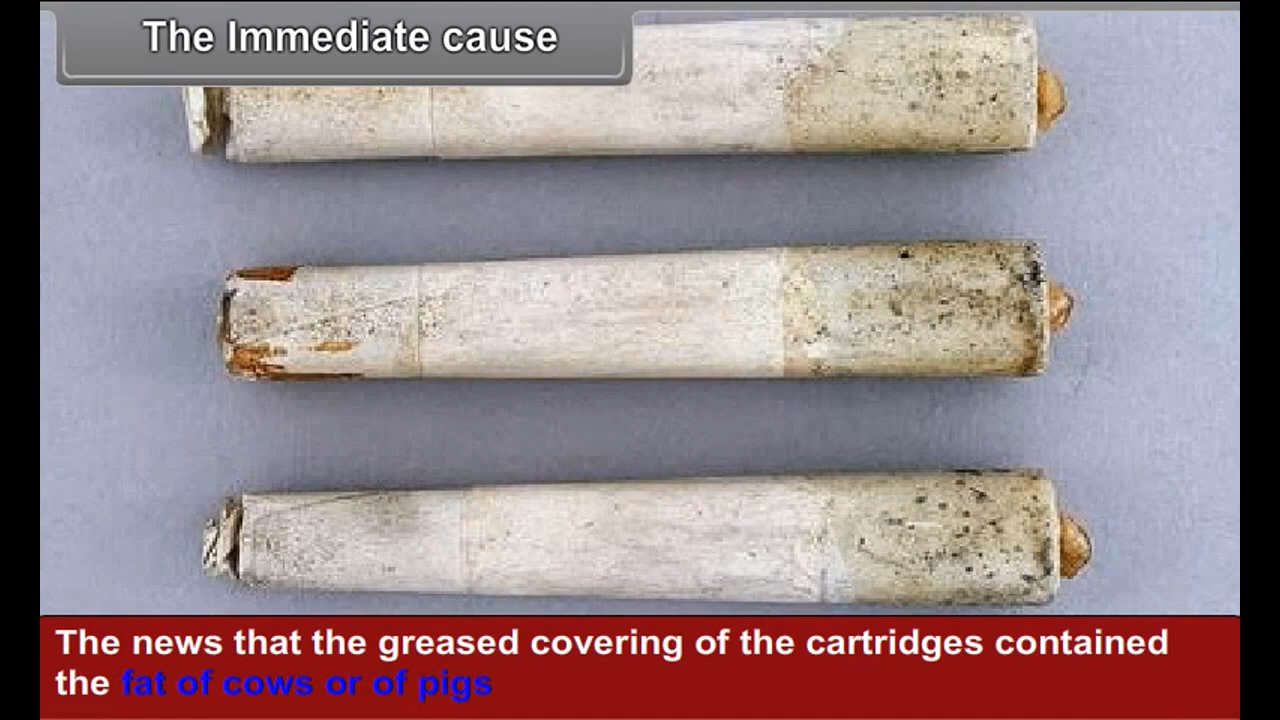 The Immediate cause
The news that the greased covering of the cartridges contained
the fat of cows or of pigs